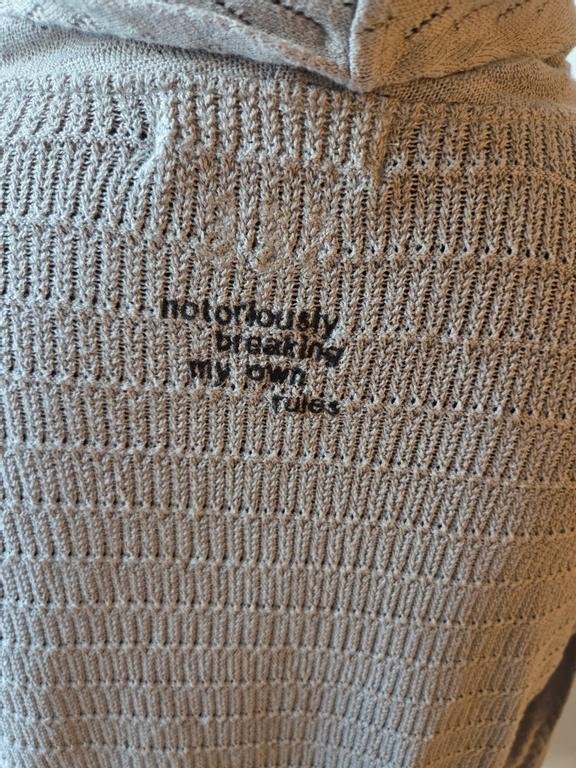 notoriously
breaking
my own
rules